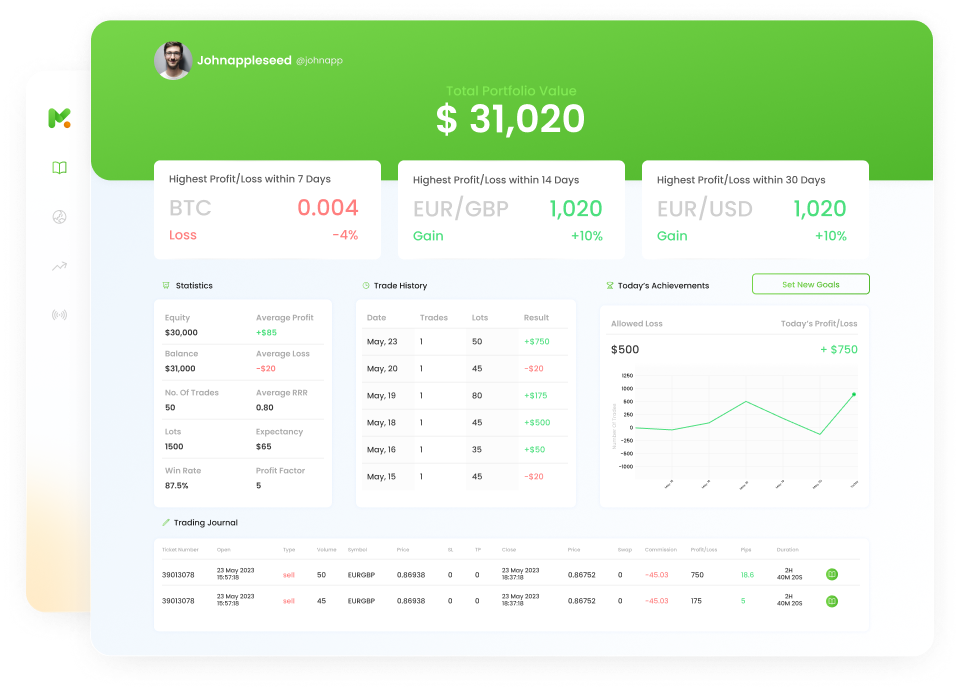 Johnappleseed @johnapp
Total Portfolio Value
$ 31,020
Highest Profit/Loss within 7 Days
BTC 0.004
Loss -4%
Highest Profit/Loss within 14 Days
EUR/GBP 1,020
Gain +10%
Highest Profit/Loss within 30 Days
EUR/USD 1,020
Gain +10%
Statistics
Equity Average Profit
$30,000 +$85
Balance Average Loss
$31,000 -$20
No. Of Trades Average RRR
50 0.80
Lots Expectancy
1500 $65
Win Rate Profit Factor
87.5% 5
Trade History
Date Trades Lots Result
May, 23 1 50 +$750
May, 20 1 45 -$20
May, 19 1 80 +$175
May, 18 1 45 +$500
May, 16 1 35 +$50
May, 15 1 45 -$20
Today's Achievements
Set New Goals
Allowed Loss Today's Profit/Loss
$500 + $750
Number Of Trades
1250
1000
500
250
0
-250
-500
-1000
Trading Journal
Ticket Number Open Type Volume Symbol Price SL TP Close Price Swap Commission Profit/Loss Pips Duration
39013078 23 May 2023 15:57:18 sell 50 EURGBP 0.86938 0 0 23 May 2023 18:37:18 0.86752 0 -45.03 750 18.6 2H 40M 20S
39013078 23 May 2023 15:57:18 sell 45 EURGBP 0.86938 0 0 23 May 2023 18:37:18 0.86752 0 -45.03 175 5 2H 40M 20S